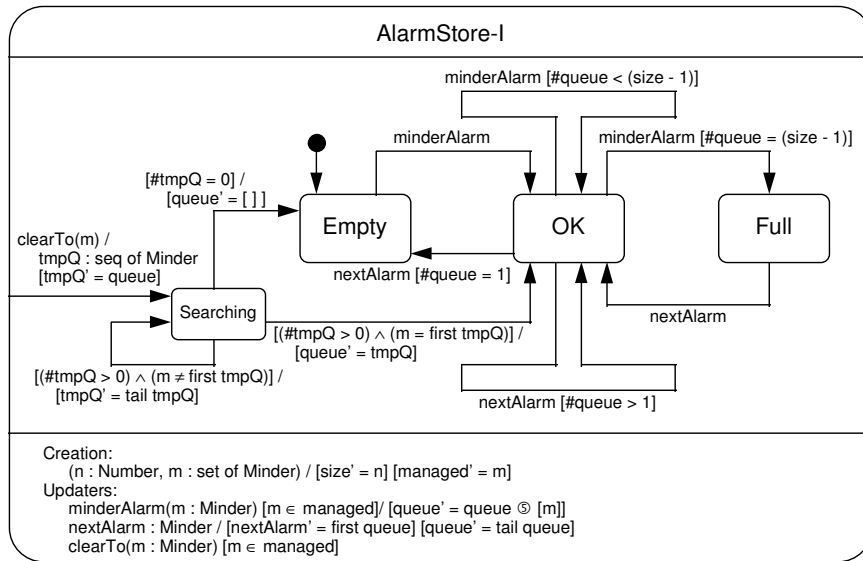 AlarmStore-I
minderAlarm [#queue < (size - 1)]
minderAlarm
minderAlarm [#queue = (size - 1)]
[#tmpQ = 0] /
[queue' = [ ] ]
Empty
OK
Full
clearTo(m) /
tmpQ : seq of Minder
[tmpQ' = queue]
nextAlarm [#queue = 1]
Searching
nextAlarm
[(#tmpQ > 0) ∧ (m = first tmpQ)] /
[queue' = tmpQ]
[(#tmpQ > 0) ∧ (m ≠ first tmpQ)] /
[tmpQ' = tail tmpQ]
nextAlarm [#queue > 1]
Creation:
(n : Number, m : set of Minder) / [size' = n] [managed' = m]
Updaters:
minderAlarm(m : Minder) [m ∈ managed]/ [queue' = queue Ⓢ [m]]
nextAlarm : Minder / [nextAlarm' = first queue] [queue' = tail queue]
clearTo(m : Minder) [m ∈ managed]